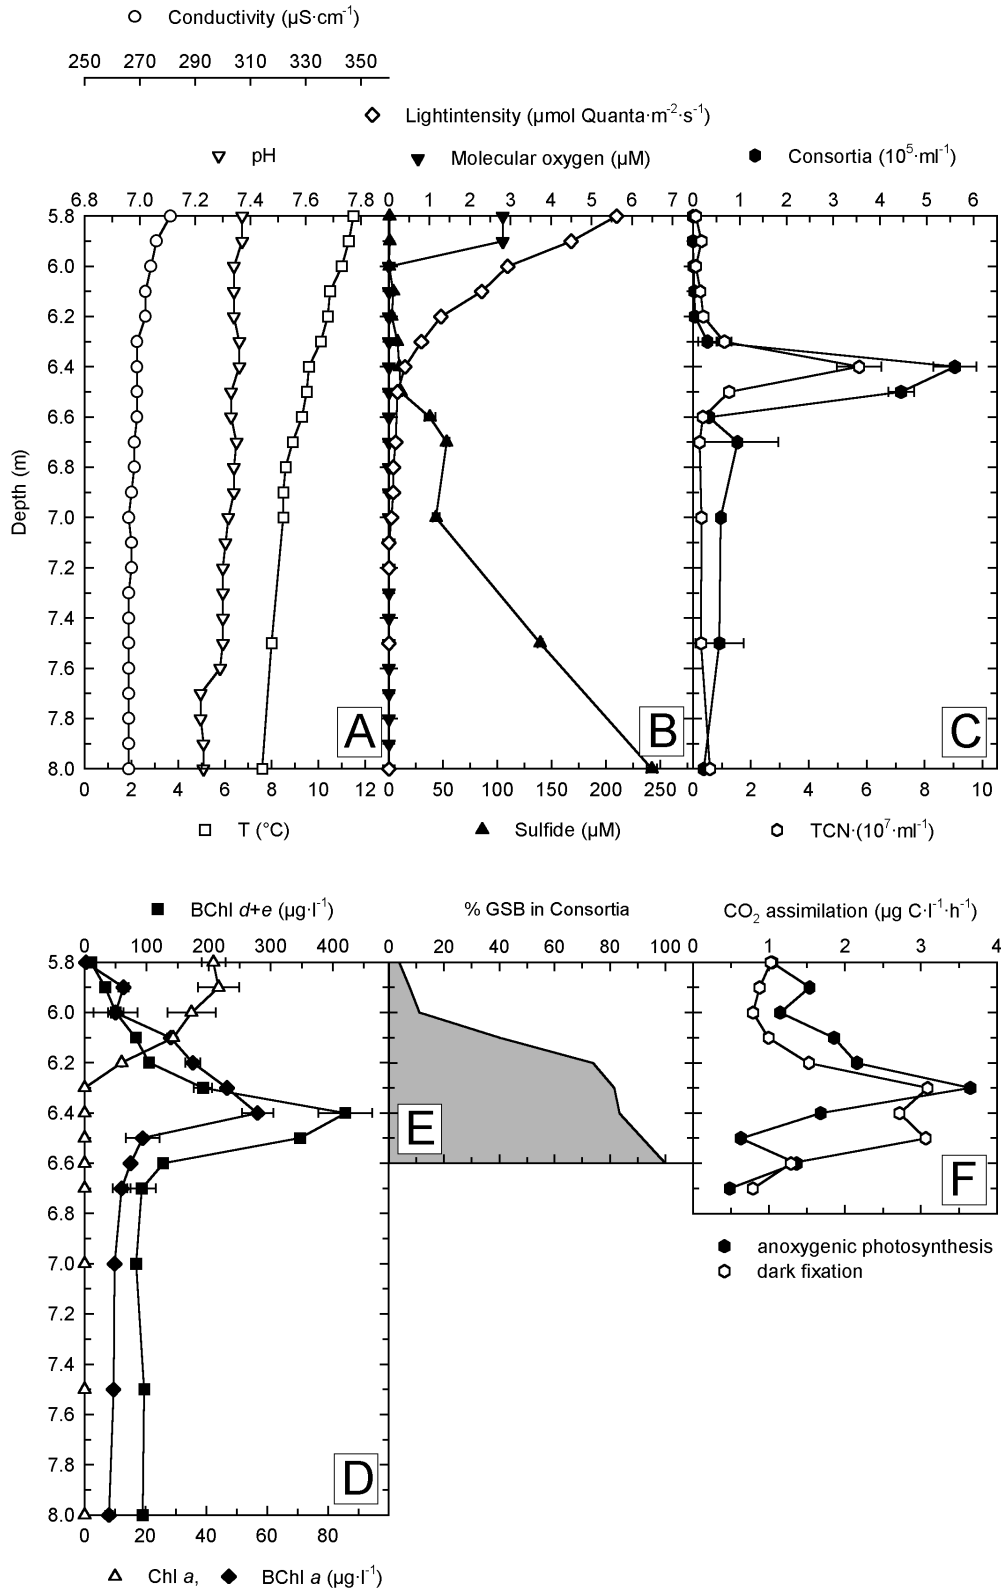 Conductivity (µS·cm⁻¹)
250 270 290 310 330 350
Lightintensity (µmol Quanta·m⁻²·s⁻¹)
pH Molecular oxygen (µM) Consortia (10⁵·ml⁻¹)
6.8 7.0 7.2 7.4 7.6 7.8 0 1 2 3 4 5 6 7 0 1 2 3 4 5 6
5.8
6.0
6.2
6.4
6.6
6.8
7.0
7.2
7.4
7.6
7.8
8.0
Depth (m)
A B C
0 2 4 6 8 10 12 0 50 100 150 200 250 0 2 4 6 8 10
T (°C) Sulfide (µM) TCN·(10⁷·ml⁻¹)
BChl d+e (µg·l⁻¹) % GSB in Consortia CO₂ assimilation (µg C·l⁻¹·h⁻¹)
0 100 200 300 400 0 20 40 60 80 100 0 1 2 3 4
5.8
6.0
6.2
6.4
6.6
6.8
7.0
7.2
7.4
7.6
7.8
8.0
E
F
anoxygenic photosynthesis
dark fixation
D
0 20 40 60 80
Chl a, BChl a (µg·l⁻¹)